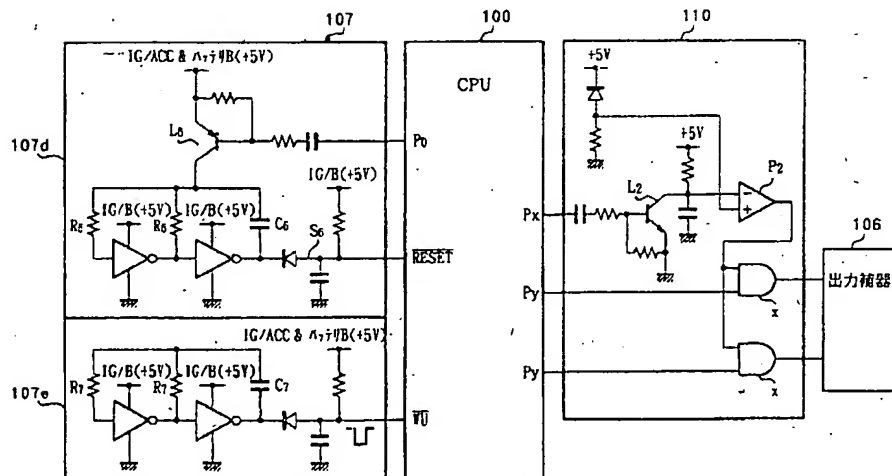 107
100
110
IG/ACC & バッテリB(+5V)
CPU
+5V
107d
L8
P0
+5V
IG/B(+5V)
L2
P2
IG/B(+5V)
IG/B(+5V)
Px
106
R6
R6
C6
S6
RESET
出力補器
x
Py
IG/ACC & バッテリB(+5V)
IG/B(+5V)
IG/B(+5V)
x
107e
R7
R7
C7
WU
Py